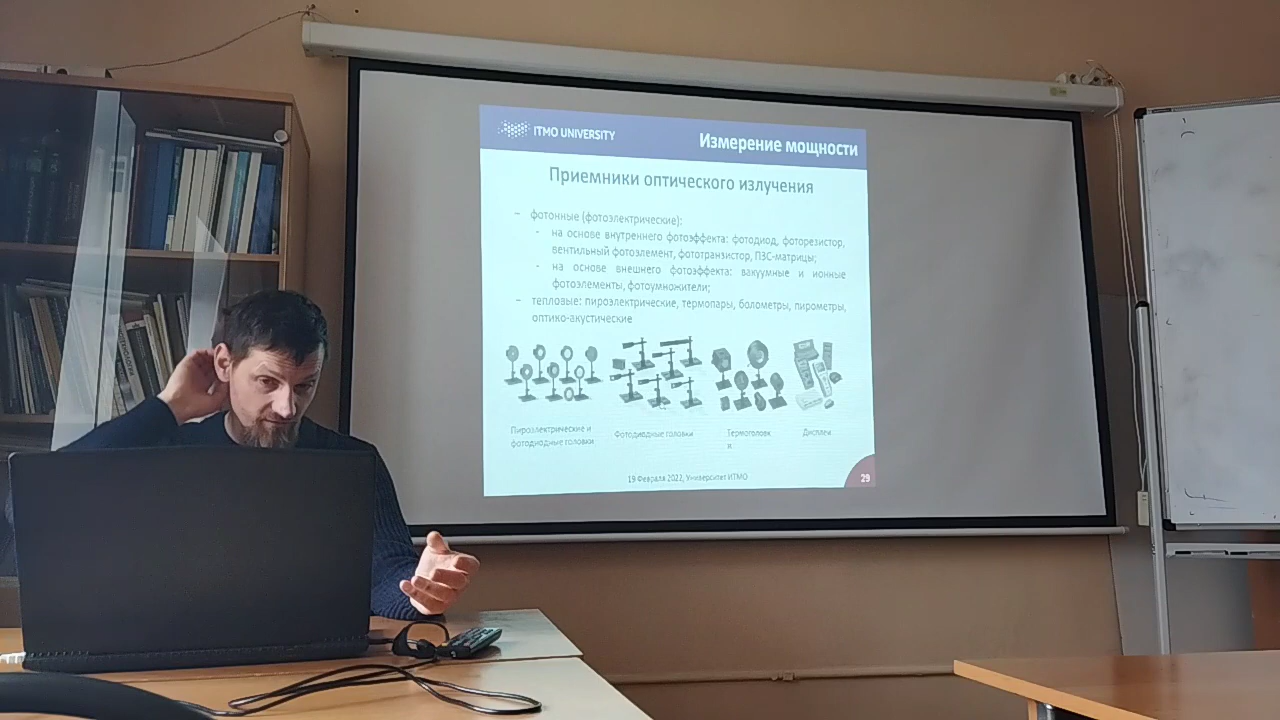 ITMO UNIVERSITY
Измерение мощности
Приемники оптического излучения
– фотонные (фотоэлектрические):
- на основе внутреннего фотоэффекта: фотодиод, фоторезистор,
вентильный фотоэлемент, фототранзистор, ПЗС-матрицы;
- на основе внешнего фотоэффекта: вакуумные и ионные
фотоэлементы, фотоумножители;
– тепловые: пироэлектрические, термопары, болометры, пирометры,
оптико-акустические
Пироэлектрические и
фотодиодные головки
Фотодиодные головки
Термоголовк
и
Дисплеи
19 Февраля 2022, Университет ИТМО
29